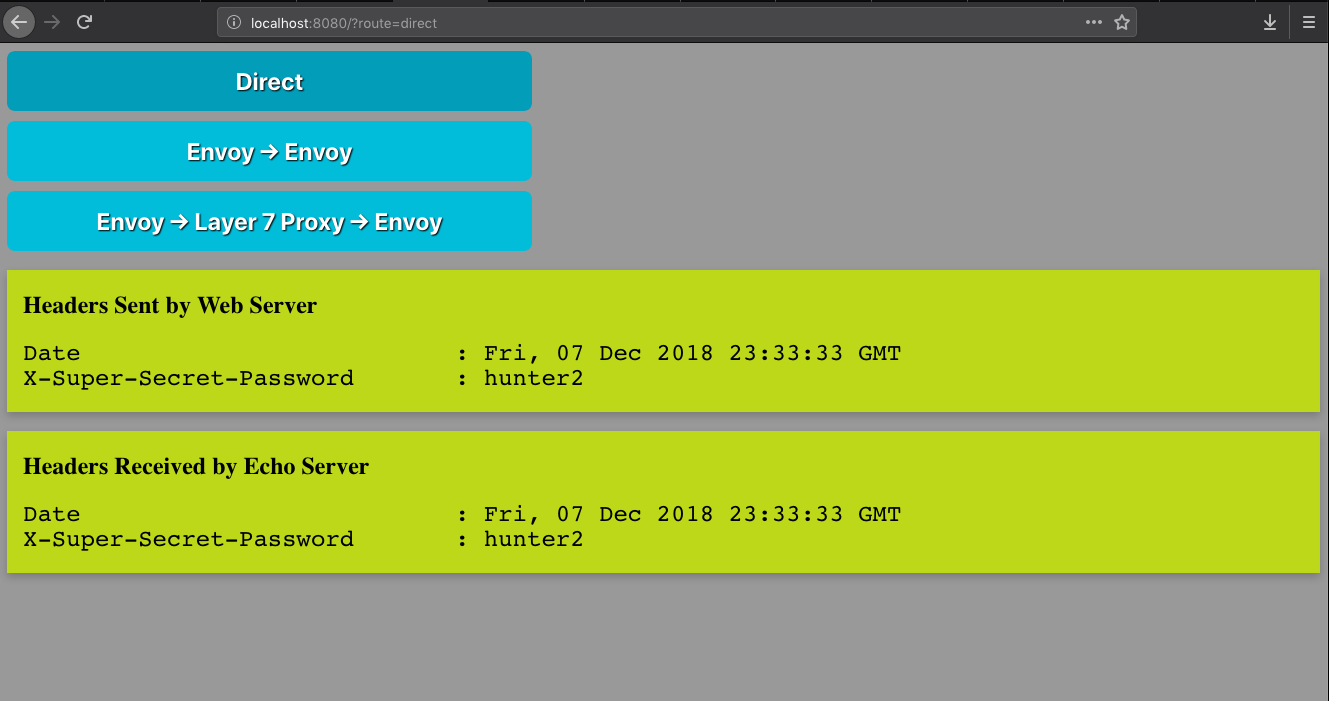 localhost:8080/?route=direct
Direct
Envoy → Envoy
Envoy → Layer 7 Proxy → Envoy
Headers Sent by Web Server
Date : Fri, 07 Dec 2018 23:33:33 GMT
X-Super-Secret-Password : hunter2
Headers Received by Echo Server
Date : Fri, 07 Dec 2018 23:33:33 GMT
X-Super-Secret-Password : hunter2